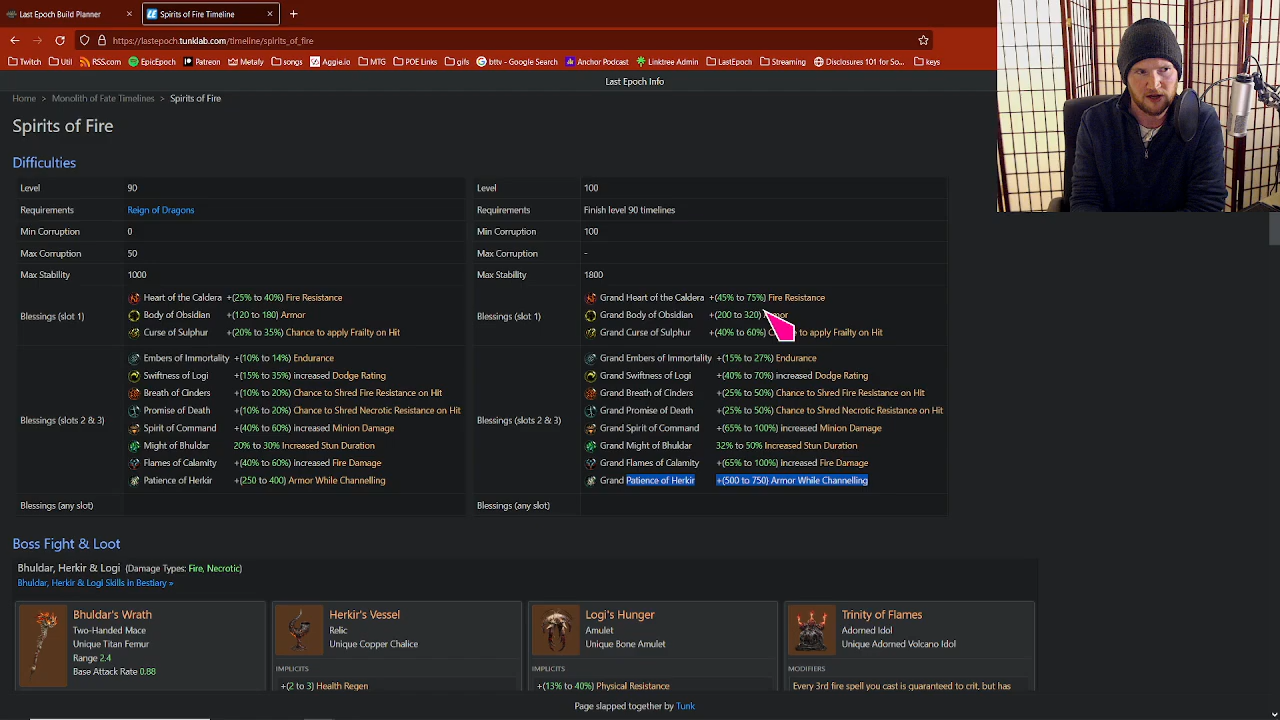 Last Epoch Build Planner
Spirits of Fire Timeline
https://lastepoch.tunklab.com/timeline/spirits_of_fire
Twitch Util RSS.com EpicEpoch Patreon Metafy songs Aggie.io MTG POE Links gifs bttv - Google Search Anchor Podcast Linktree Admin LastEpoch Streaming Disclosures 101 for So... keys
Last Epoch Info
Home > Monolith of Fate Timelines > Spirits of Fire
Spirits of Fire
Difficulties
Level 90
Requirements Reign of Dragons
Min Corruption 0
Max Corruption 50
Max Stability 1000
Blessings (slot 1)
Heart of the Caldera +(25% to 40%) Fire Resistance
Body of Obsidian +(120 to 180) Armor
Curse of Sulphur +(20% to 35%) Chance to apply Frailty on Hit
Blessings (slots 2 & 3)
Embers of Immortality +(10% to 14%) Endurance
Swiftness of Logi +(15% to 35%) increased Dodge Rating
Breath of Cinders +(10% to 20%) Chance to Shred Fire Resistance on Hit
Promise of Death +(10% to 20%) Chance to Shred Necrotic Resistance on Hit
Spirit of Command +(40% to 60%) increased Minion Damage
Might of Bhuldar 20% to 30% Increased Stun Duration
Flames of Calamity +(40% to 60%) increased Fire Damage
Patience of Herkir +(250 to 400) Armor While Channelling
Blessings (any slot)
Level 100
Requirements Finish level 90 timelines
Min Corruption 100
Max Corruption -
Max Stability 1800
Blessings (slot 1)
Grand Heart of the Caldera +(45% to 75%) Fire Resistance
Grand Body of Obsidian +(200 to 320)
Grand Curse of Sulphur +(40% to 60%) to apply Frailty on Hit
Blessings (slots 2 & 3)
Grand Embers of Immortality +(15% to 27%) Endurance
Grand Swiftness of Logi +(40% to 70%) increased Dodge Rating
Grand Breath of Cinders +(25% to 50%) Chance to Shred Fire Resistance on Hit
Grand Promise of Death +(25% to 50%) Chance to Shred Necrotic Resistance on Hit
Grand Spirit of Command +(65% to 100%) increased Minion Damage
Grand Might of Bhuldar 32% to 50% Increased Stun Duration
Grand Flames of Calamity +(65% to 100%) increased Fire Damage
Grand Patience of Herkir +(500 to 750) Armor While Channelling
Blessings (any slot)
Boss Fight & Loot
Bhuldar, Herkir & Logi (Damage Types: Fire, Necrotic)
Bhuldar, Herkir & Logi Skills in Bestiary »
Bhuldar's Wrath
Two-Handed Mace
Unique Titan Femur
Range 2.4
Base Attack Rate 0.88
Herkir's Vessel
Relic
Unique Copper Chalice
IMPLICITS
+(2 to 3) Health Regen
Logi's Hunger
Amulet
Unique Bone Amulet
IMPLICITS
+(13% to 40%) Physical Resistance
Trinity of Flames
Adorned Idol
Unique Adorned Volcano Idol
MODIFIERS
Every 3rd fire spell you cast is guaranteed to crit, but has
Page slapped together by Tunk